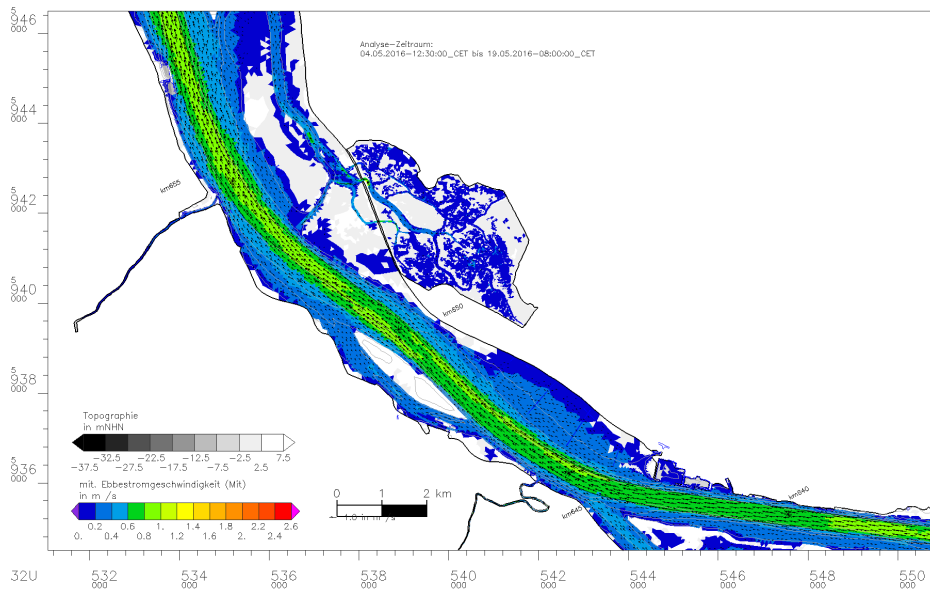 Analyse-Zeitraum:
04.05.2016-12:30:00_CET bis 19.05.2016-08:00:00_CET
5 946 000
5 944 000
5 942 000
5 940 000
5 938 000
5 936 000
km655
km650
km645
km640
Topographie
in mNHN
-32.5 -22.5 -12.5 -2.5 7.5
-37.5 -27.5 -17.5 -7.5 2.5
mit. Ebbestromgeschwindigkeit (Mit)
in m /s
0.2 0.6 1. 1.4 1.8 2.2 2.6
0. 0.4 0.8 1.2 1.6 2. 2.4
0 1 2 km
1.0 in m /s
32U 532 000 534 000 536 000 538 000 540 000 542 000 544 000 546 000 548 000 550 000